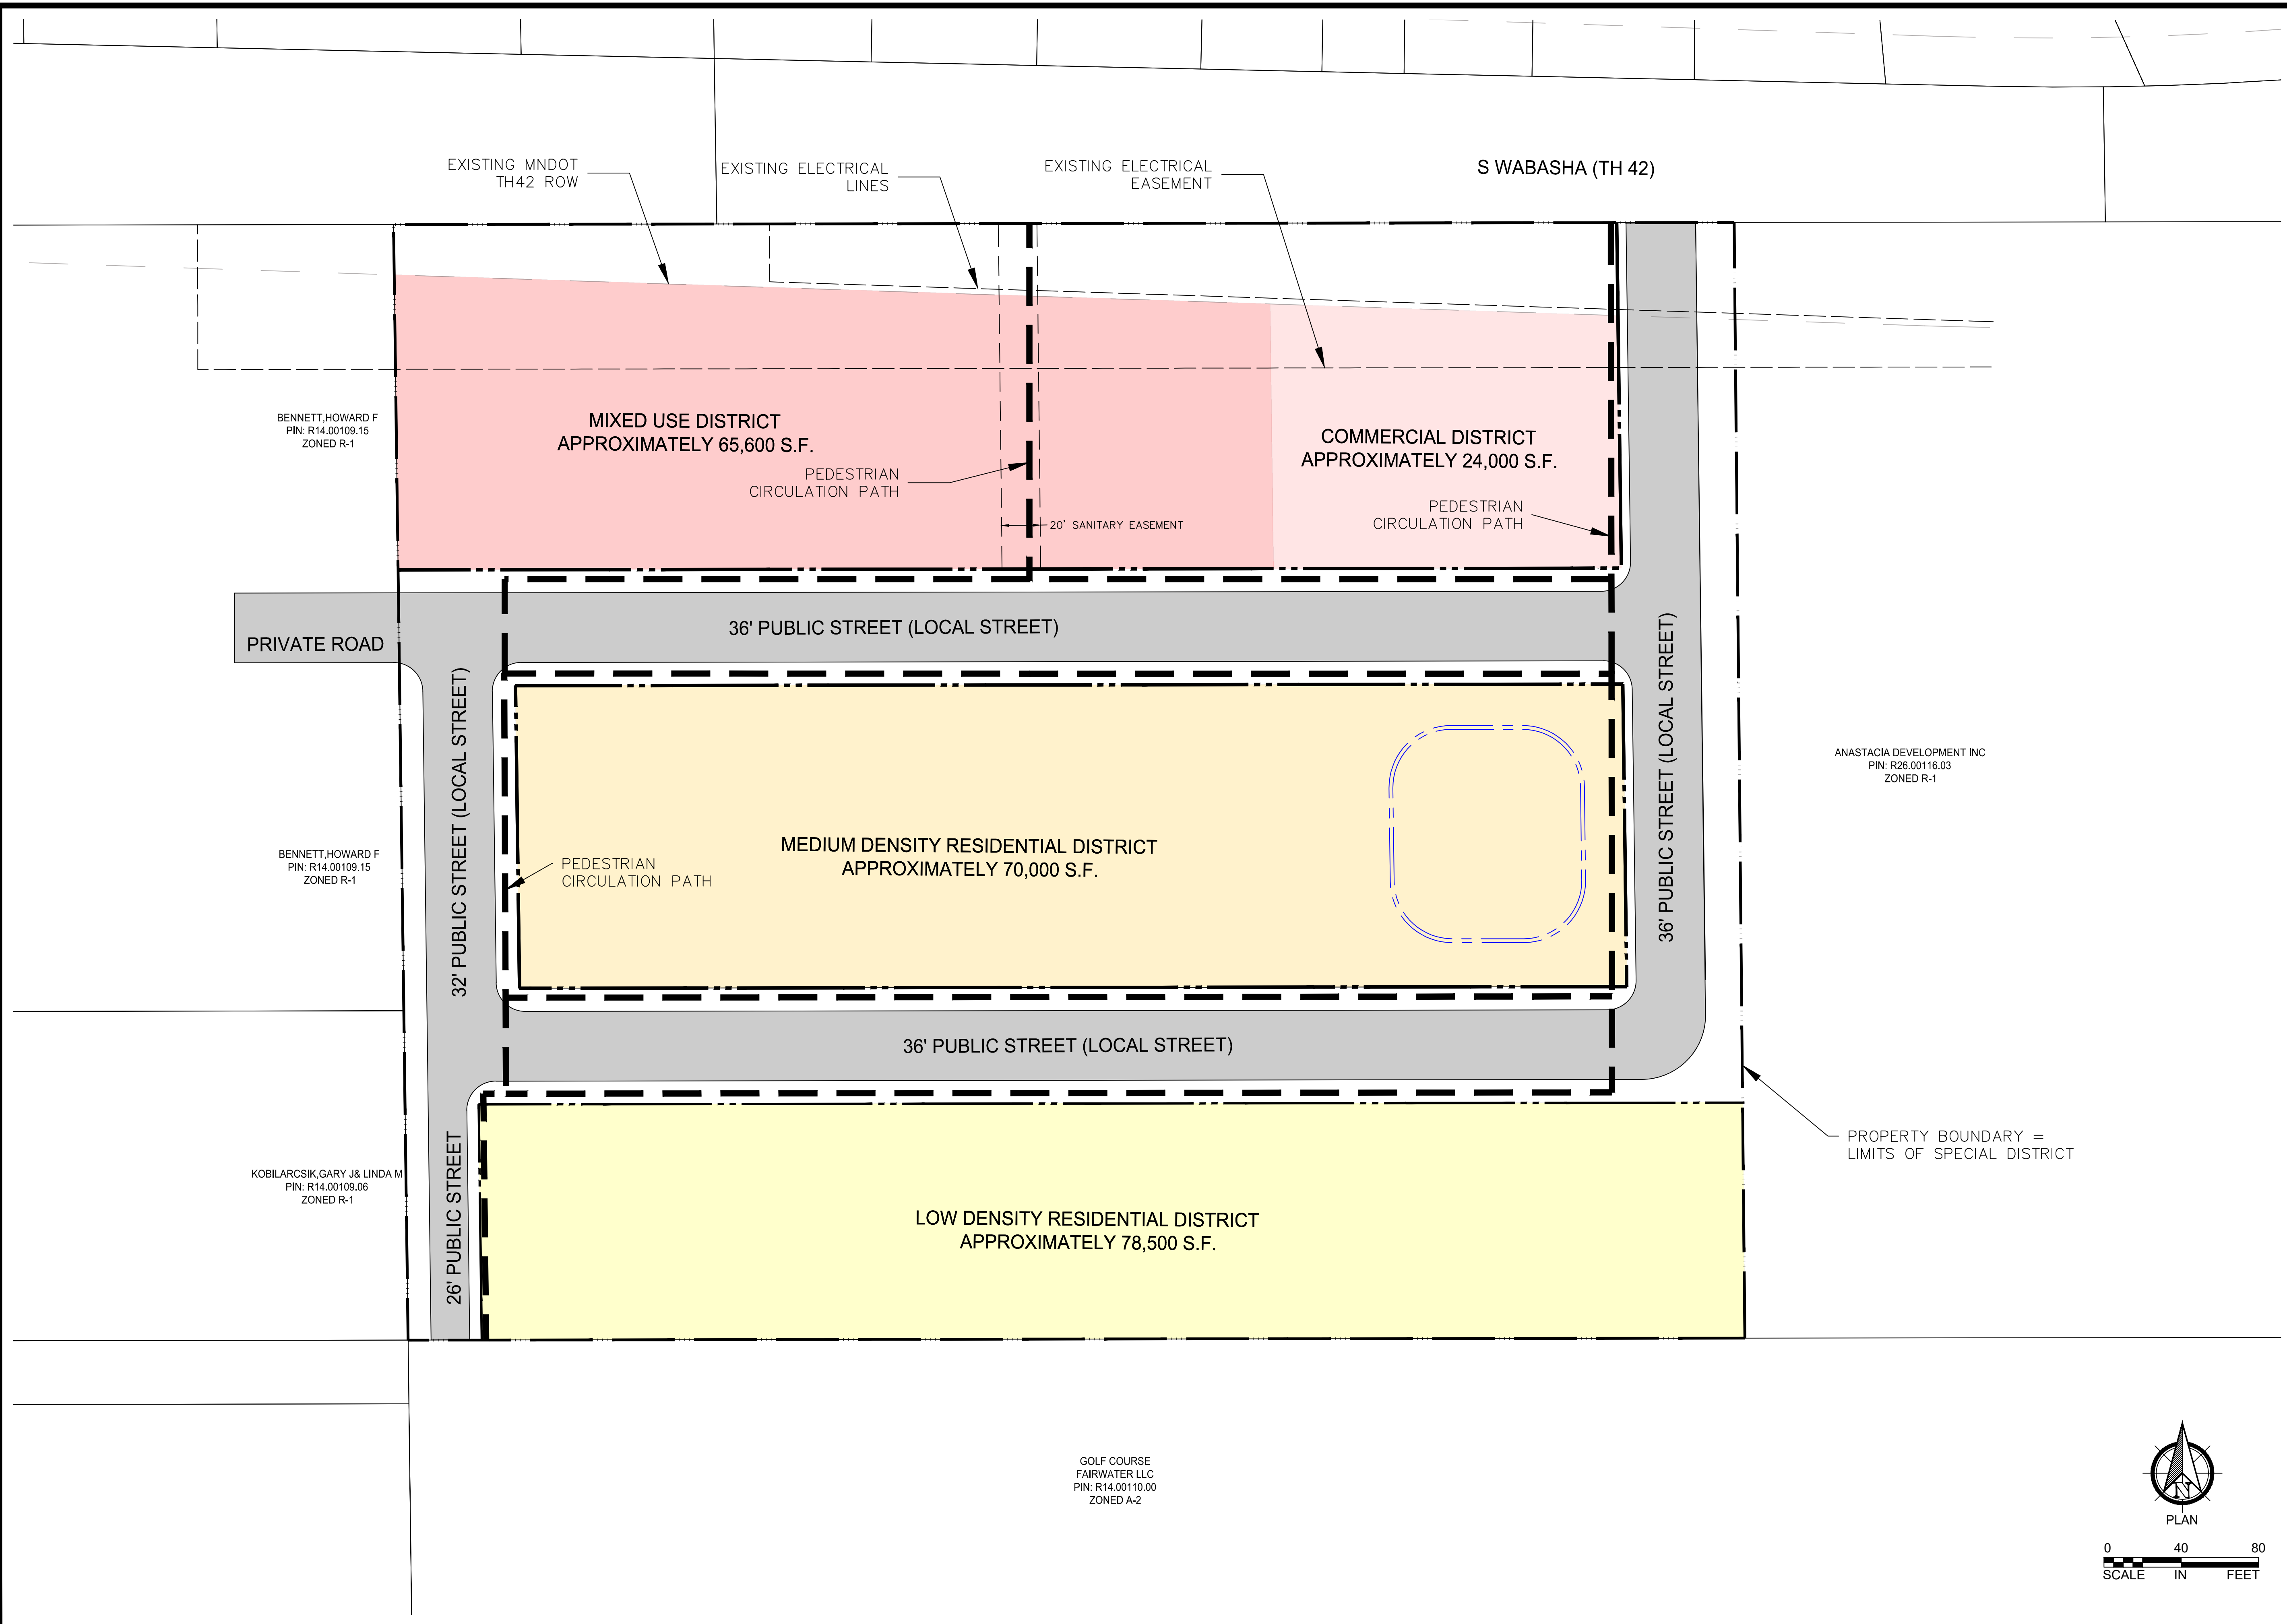 EXISTING MNDOT
TH42 ROW
EXISTING ELECTRICAL
LINES
EXISTING ELECTRICAL
EASEMENT
S WABASHA (TH 42)
BENNETT,HOWARD F
PIN: R14.00109.15
ZONED R-1
MIXED USE DISTRICT
APPROXIMATELY 65,600 S.F.
PEDESTRIAN
CIRCULATION PATH
20' SANITARY EASEMENT
COMMERCIAL DISTRICT
APPROXIMATELY 24,000 S.F.
PEDESTRIAN
CIRCULATION PATH
PRIVATE ROAD
36' PUBLIC STREET (LOCAL STREET)
32' PUBLIC STREET (LOCAL STREET)
36' PUBLIC STREET (LOCAL STREET)
ANASTACIA DEVELOPMENT INC
PIN: R26.00116.03
ZONED R-1
BENNETT,HOWARD F
PIN: R14.00109.15
ZONED R-1
PEDESTRIAN
CIRCULATION PATH
MEDIUM DENSITY RESIDENTIAL DISTRICT
APPROXIMATELY 70,000 S.F.
36' PUBLIC STREET (LOCAL STREET)
PROPERTY BOUNDARY =
LIMITS OF SPECIAL DISTRICT
KOBILARCSIK,GARY J& LINDA M
PIN: R14.00109.06
ZONED R-1
26' PUBLIC STREET
LOW DENSITY RESIDENTIAL DISTRICT
APPROXIMATELY 78,500 S.F.
GOLF COURSE
FAIRWATER LLC
PIN: R14.00110.00
ZONED A-2
N
PLAN
0 40 80
SCALE IN FEET